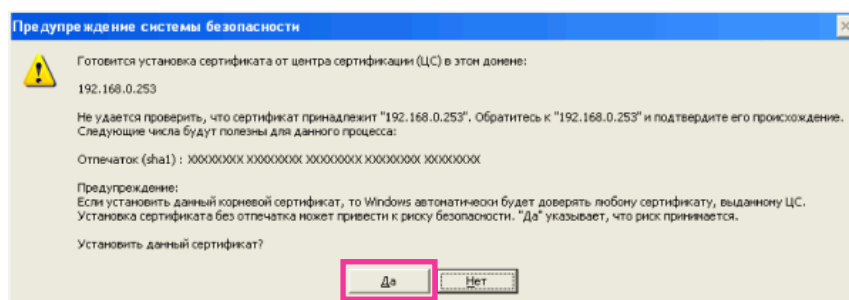 Предупреждение системы безопасности
Готовится установка сертификата от центра сертификации (ЦС) в этом домене:
192.168.0.253
Не удается проверить, что сертификат принадлежит "192.168.0.253". Обратитесь к "192.168.0.253" и подтвердите его происхождение.
Следующие числа будут полезны для данного процесса:
Отпечаток (sha1) : XXXXXXXX XXXXXXXX XXXXXXXX XXXXXXXX XXXXXXXX
Предупреждение:
Если установить данный корневой сертификат, то Windows автоматически будет доверять любому сертификату, выданному ЦС.
Установка сертификата без отпечатка может привести к риску безопасности. "Да" указывает, что риск принимается.
Установить данный сертификат?
Да
Нет